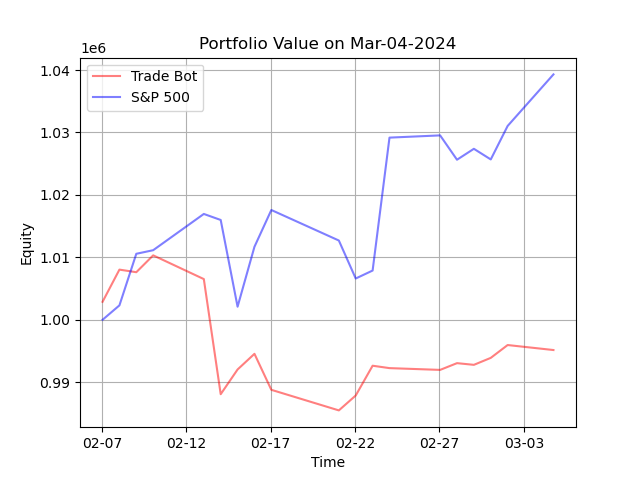 Portfolio Value on Mar-04-2024
1e6
Trade Bot
S&P 500
1.04
1.03
1.02
1.01
1.00
0.99
Equity
02-07 02-12 02-17 02-22 02-27 03-03
Time